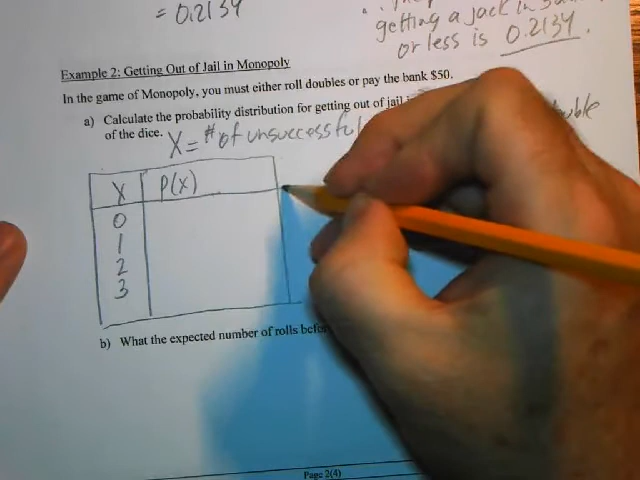 = 0.2134
getting a jack in
or less is 0.2134.
Example 2: Getting Out of Jail in Monopoly
In the game of Monopoly, you must either roll doubles or pay the bank $50.
a) Calculate the probability distribution for getting out of jail
of the dice. X = # of unsuccessful
X P(x)
0
1
2
3
b) What the expected number of rolls before
Page 2(4)